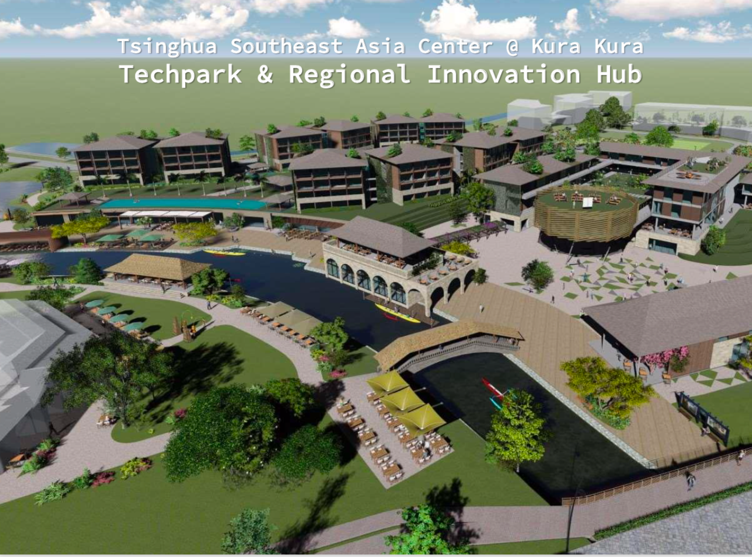 Tsinghua Southeast Asia Center @ Kura Kura
Techpark & Regional Innovation Hub